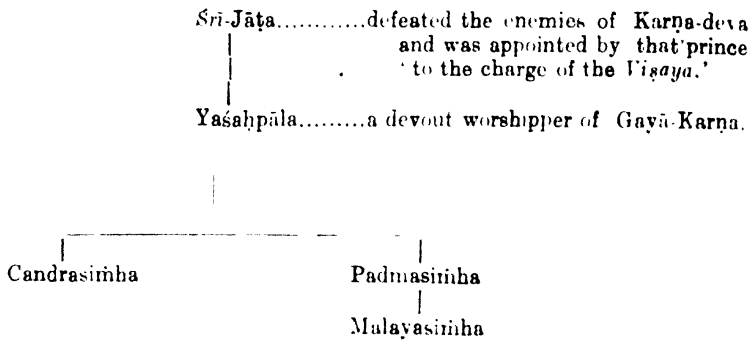 Śrī-Jāṭa............defeated the enemies of Karṇa-deva
and was appointed by that prince
‘to the charge of the Viṣaya.’
Yaśaḥpāla.........a devout worshipper of Gayā-Karṇa.
Candrasiṁha Padmasiṁha
Malayasiṁha